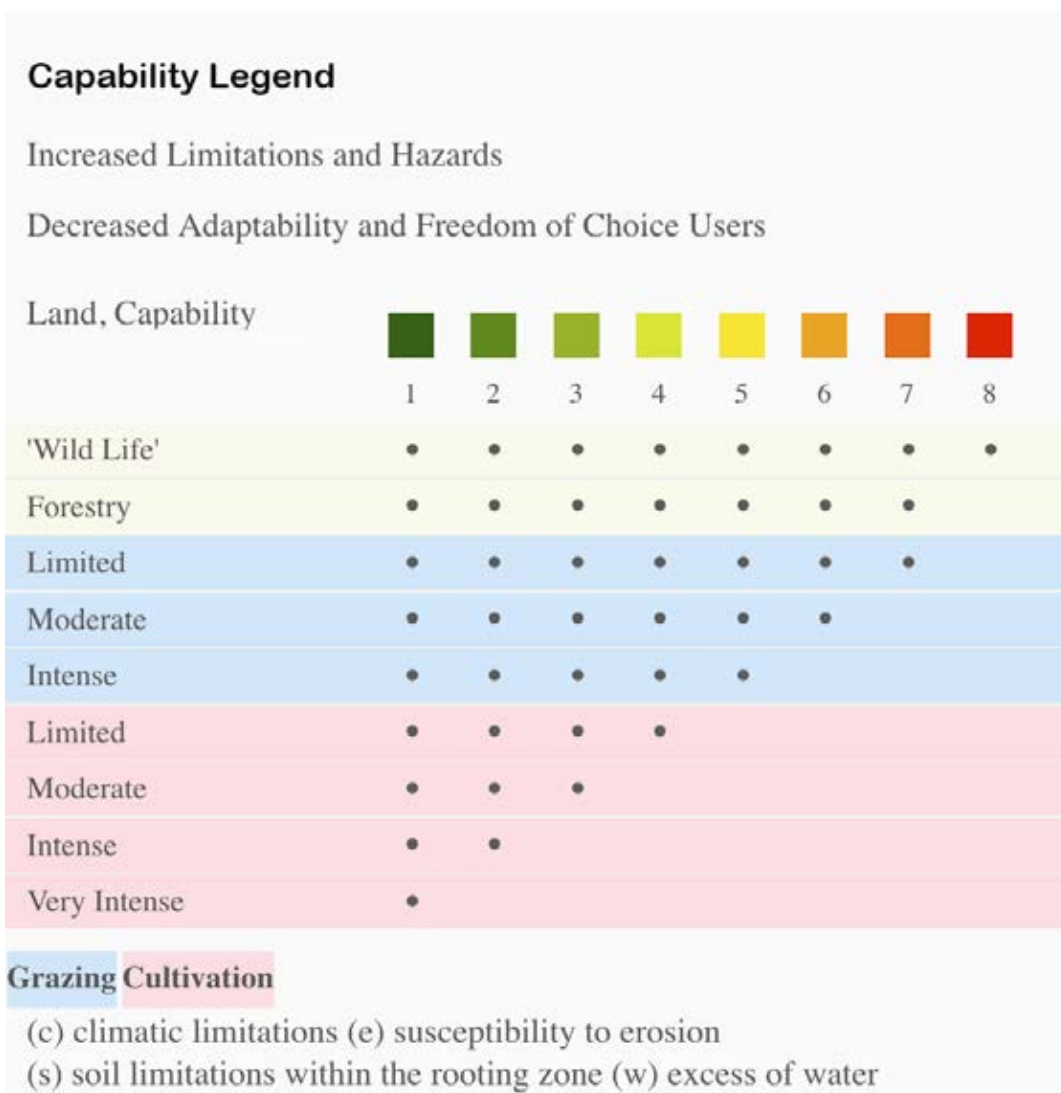 Capability Legend
Increased Limitations and Hazards
Decreased Adaptability and Freedom of Choice Users
Land, Capability
1 2 3 4 5 6 7 8
'Wild Life'
Forestry
Limited
Moderate
Intense
Limited
Moderate
Intense
Very Intense
Grazing Cultivation
(c) climatic limitations (e) susceptibility to erosion
(s) soil limitations within the rooting zone (w) excess of water